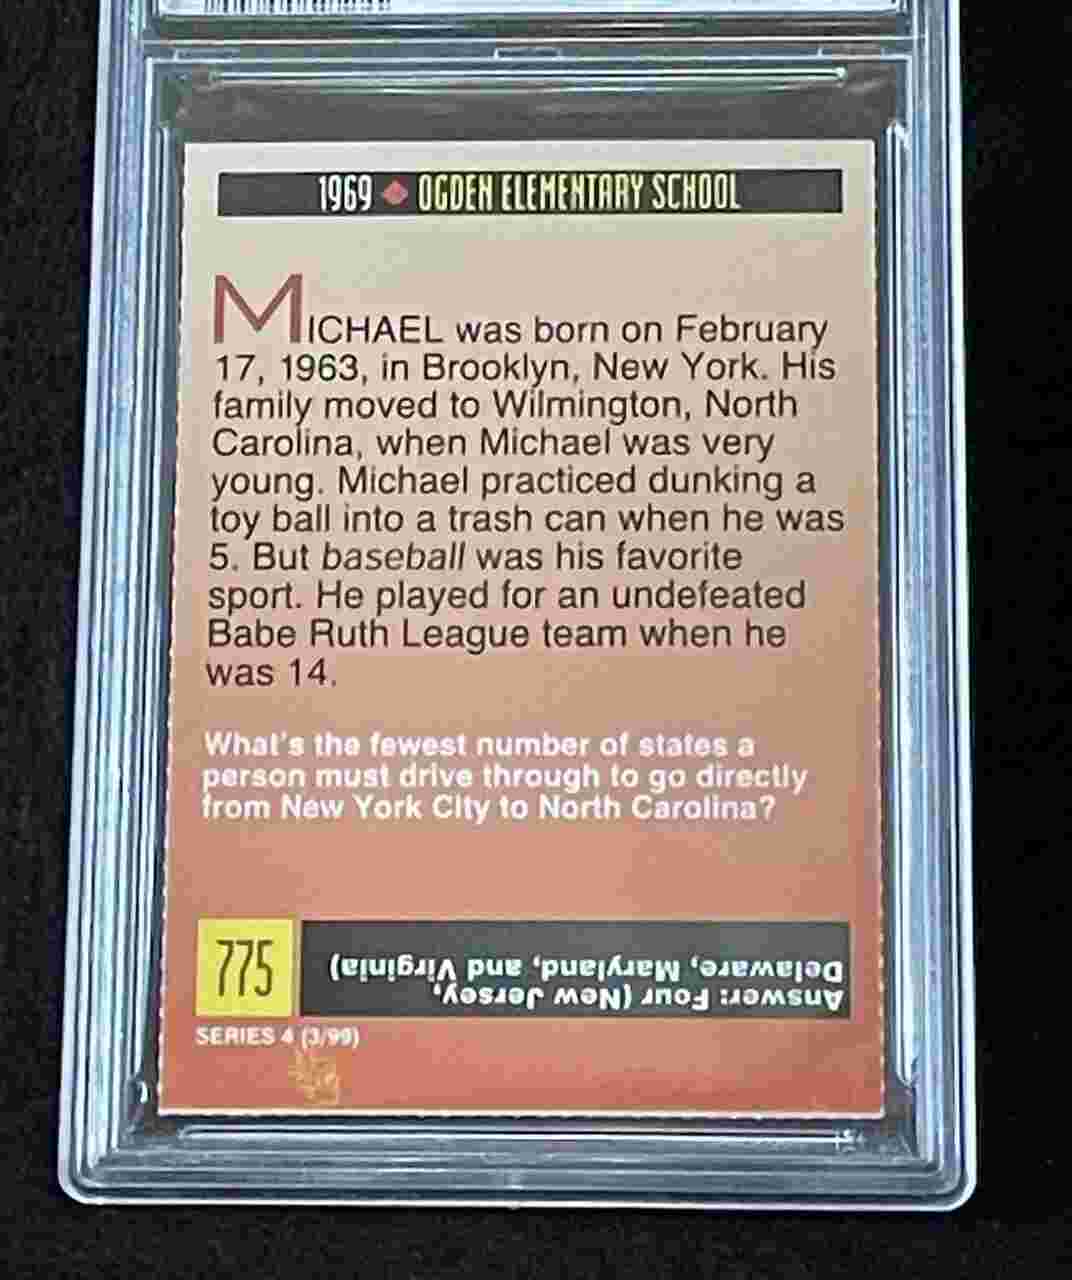 1969 ♦ OGDEN ELEMENTARY SCHOOL
MICHAEL was born on February
17, 1963, in Brooklyn, New York. His
family moved to Wilmington, North
Carolina, when Michael was very
young. Michael practiced dunking a
toy ball into a trash can when he was
5. But baseball was his favorite
sport. He played for an undefeated
Babe Ruth League team when he
was 14.
What's the fewest number of states a
person must drive through to go directly
from New York City to North Carolina?
775
Answer: Four (New Jersey,
Delaware, Maryland, and Virginia)
SERIES 4 (3/99)